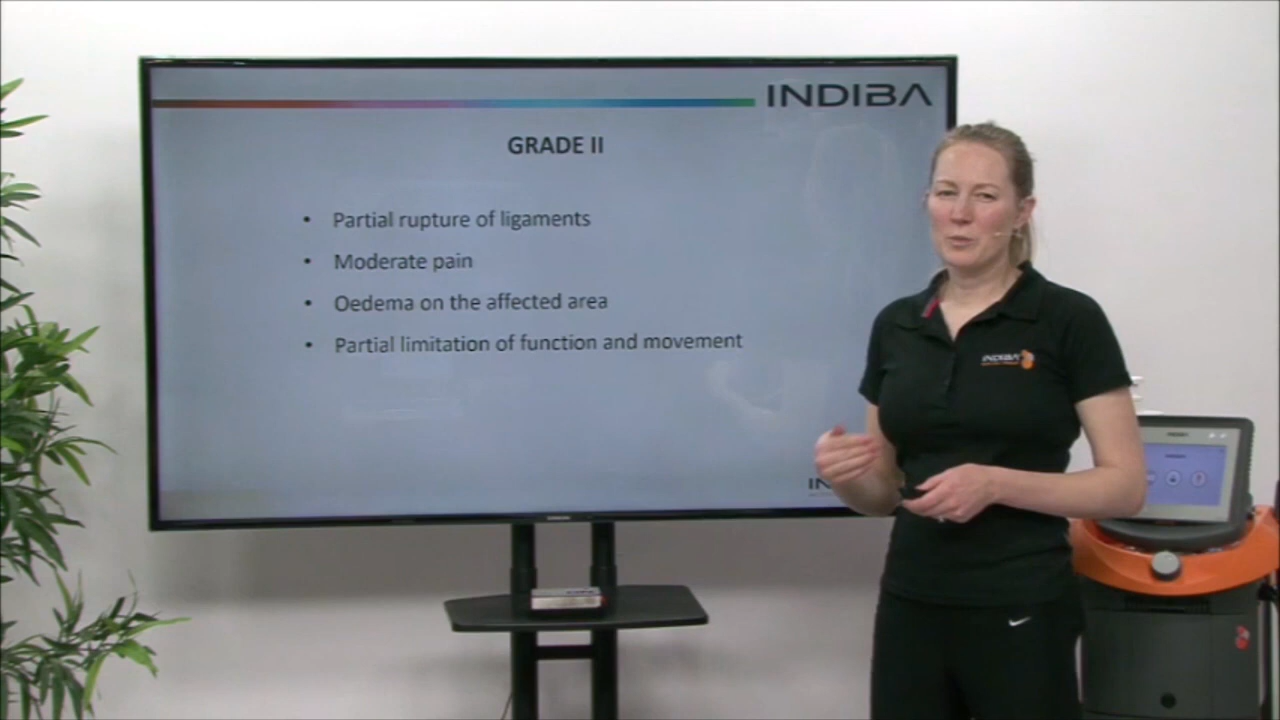 INDIBA
GRADE II
• Partial rupture of ligaments
• Moderate pain
• Oedema on the affected area
• Partial limitation of function and movement
INDIBA